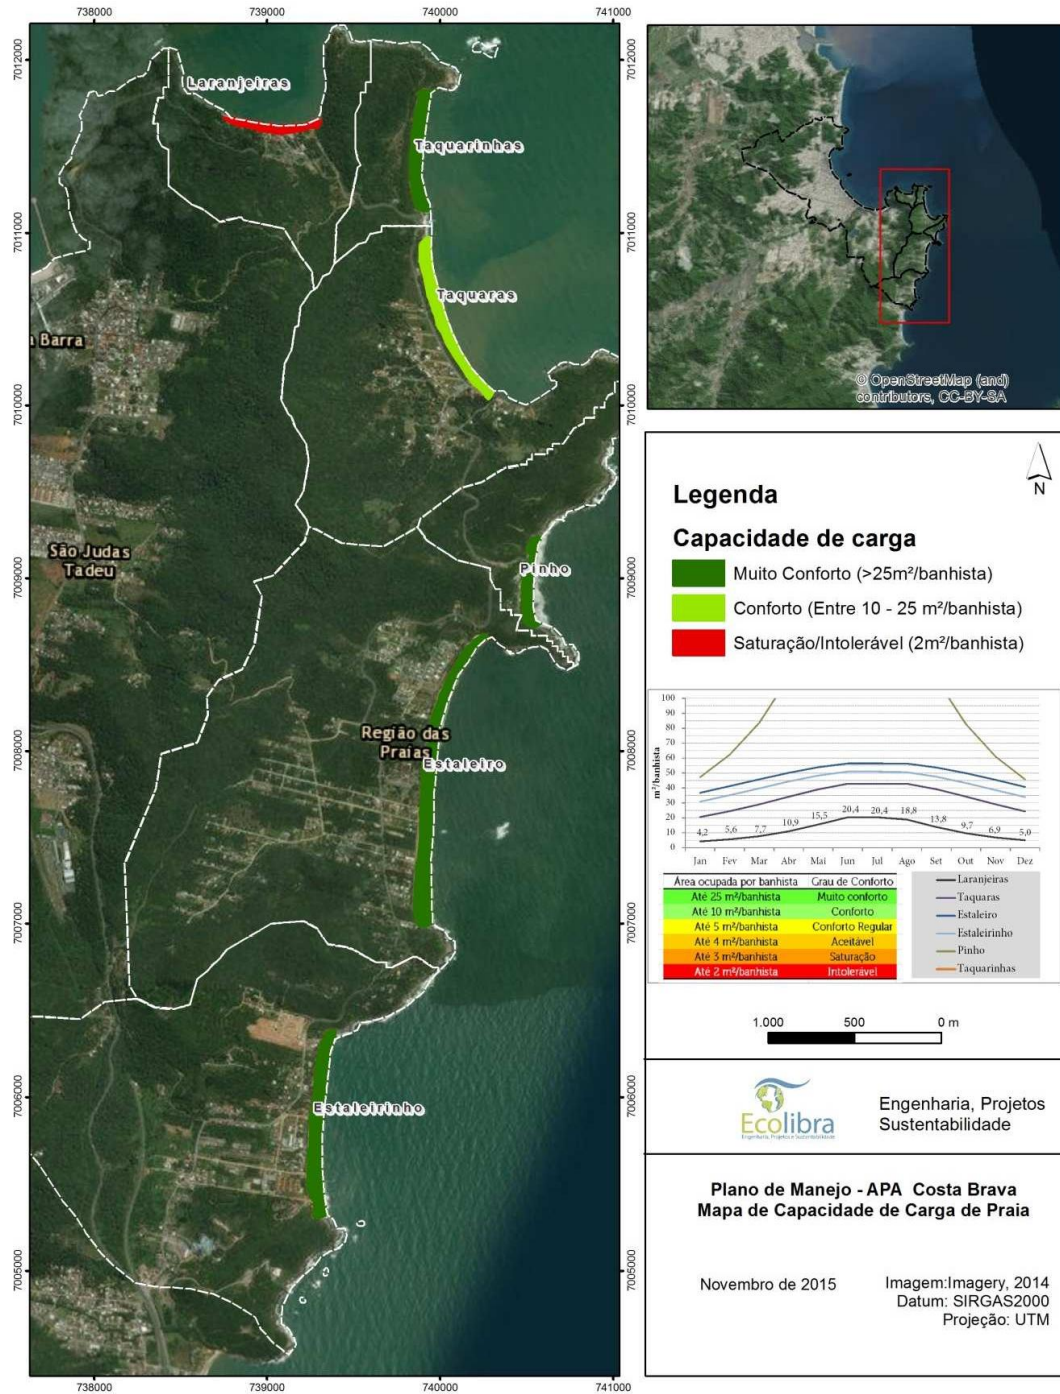 738000
739000
740000
741000
7012000
7011000
7010000
7009000
7008000
7007000
7006000
7005000
Laranjeiras
Taquarinhas
Taquaras
a Barra
São Judas
Tadeu
Pinho
Região das
Praias
Estaleiro
Estaleirinho
738000
739000
740000
741000
© OpenStreetMap (and)
contributors, CC-BY-SA
N
Legenda
Capacidade de carga
Muito Conforto (>25m²/banhista)
Conforto (Entre 10 - 25 m²/banhista)
Saturação/Intolerável (2m²/banhista)
m²/banhista
100
90
80
70
60
50
40
30
20
10
0
4,2
5,6
7,7
10,9
15,5
20,4
20,4
18,8
13,8
9,7
6,9
5,0
Jan
Fev
Mar
Abr
Mai
Jun
Jul
Ago
Set
Out
Nov
Dez
Área ocupada por banhista Grau de Conforto
Até 25 m²/banhista Muito conforto
Até 10 m²/banhista Conforto
Até 5 m²/banhista Conforto Regular
Até 4 m²/banhista Aceitável
Até 3 m²/banhista Saturação
Até 2 m²/banhista Intolerável
Laranjeiras
Taquaras
Estaleiro
Estaleirinho
Pinho
Taquarinhas
1.000 500 0 m
Ecolibra
Engenharia, Projetos e Sustentabilidade
Engenharia, Projetos
Sustentabilidade
Plano de Manejo - APA Costa Brava
Mapa de Capacidade de Carga de Praia
Novembro de 2015
Imagem:Imagery, 2014
Datum: SIRGAS2000
Projeção: UTM